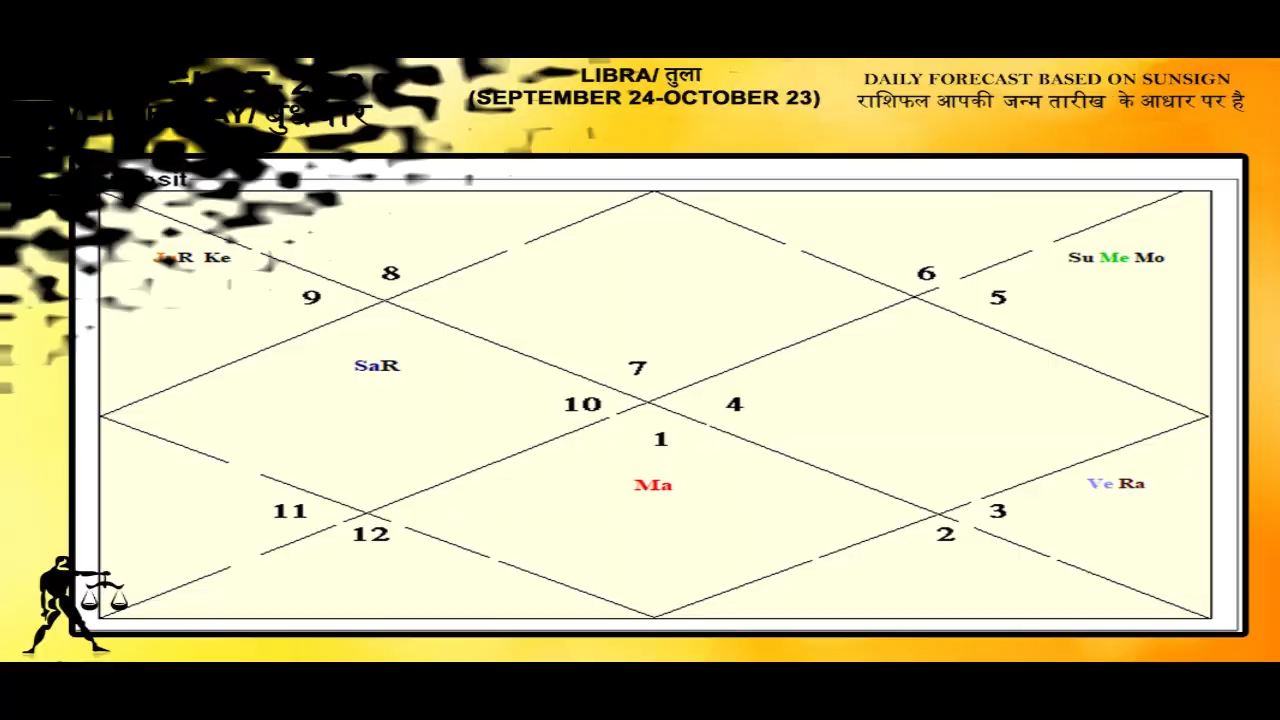 LIBRA/ तुला
(SEPTEMBER 24-OCTOBER 23)
DAILY FORECAST BASED ON SUNSIGN
राशिफल आपकी जन्म तारीख के आधार पर है
R Ke
8
9
6
Su Me Mo
5
SaR
7
10
4
1
Ma
Ve Ra
11
12
3
2